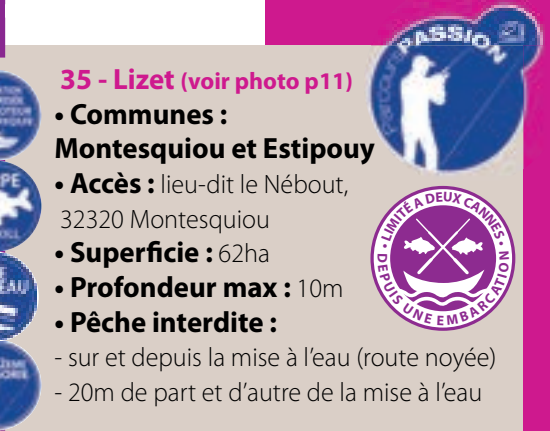 Parcours PASSION
35 - Lizet (voir photo p11)
• Communes :
Montesquiou et Estipouy
• Accès : lieu-dit le Nébout,
32320 Montesquiou
• Superficie : 62ha
• Profondeur max : 10m
• Pêche interdite :
- sur et depuis la mise à l'eau (route noyée)
- 20m de part et d'autre de la mise à l'eau
• LIMITÉ A DEUX CANNES •
DEPUIS UNE EMBARCATION